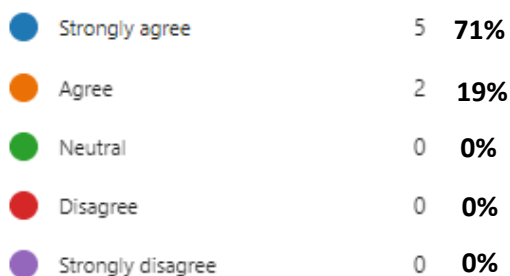 Strongly agree 5 71%
Agree 2 19%
Neutral 0 0%
Disagree 0 0%
Strongly disagree 0 0%